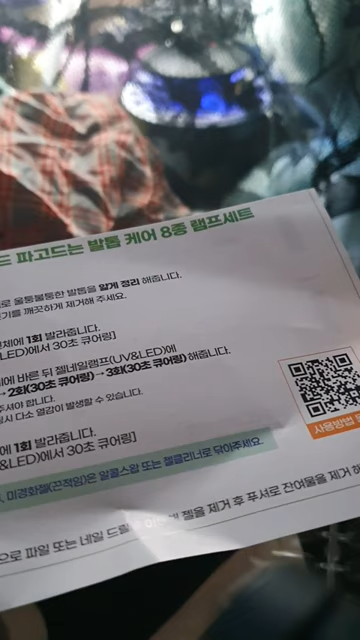 드 파고드는 발톱 케어 8종 램프세트
로 울퉁불퉁한 발톱을 얇게 정리 해줍니다.
기를 깨끗하게 제거해 주세요.
1회 발라줍니다.
LED)에서 30초 큐어링]
에 바른 뒤 젤네일램프(UV&LED)에
→ 2회(30초 큐어링)→ 3회(30초 큐어링) 해줍니다.
주셔야 합니다.
시 다소 열감이 발생할 수 있습니다.
에 1회 발라줍니다.
&LED)에서 30초 큐어링]
미경화젤(끈적임)은 알콜스왑 또는 젤클리너로 닦아주세요.
사용방법
으로 파일 또는 네일 드릴 젤을 제거 후 푸셔로 잔여물을 제거